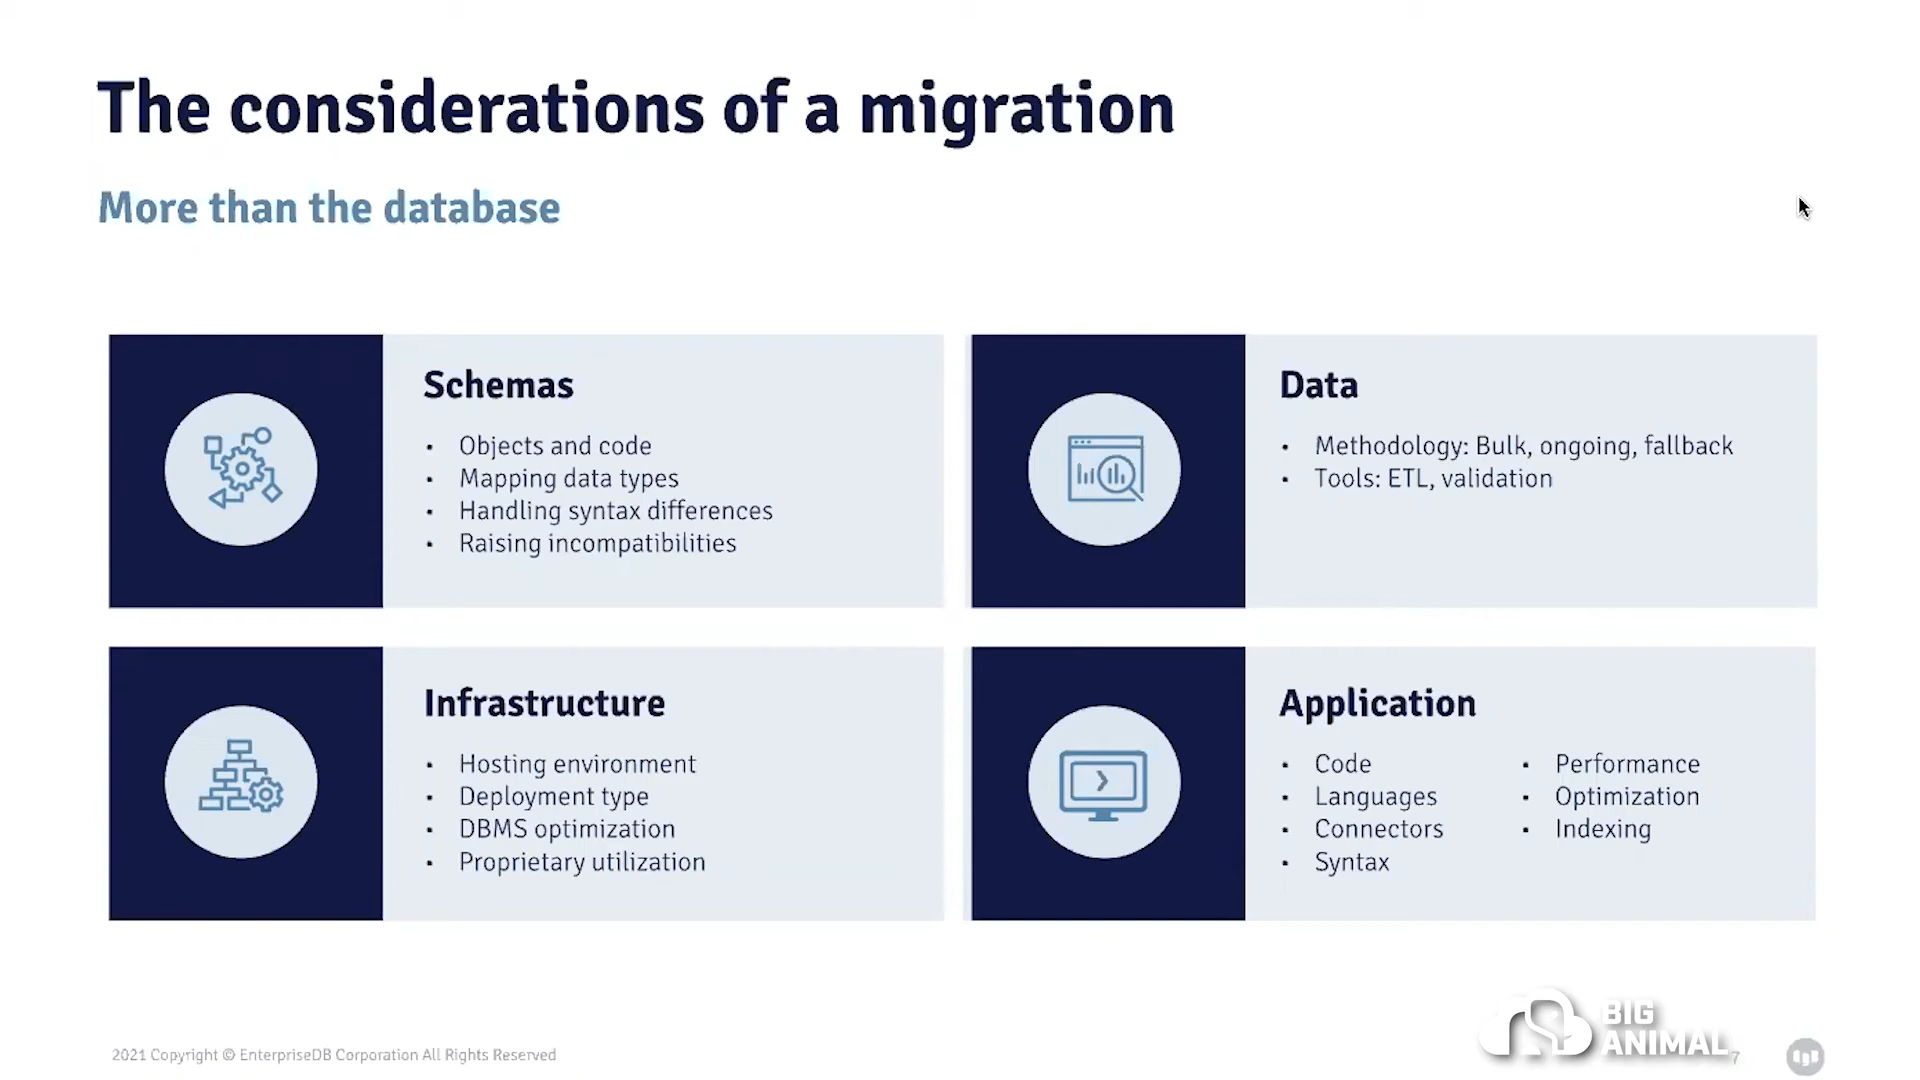 The considerations of a migration
More than the database
Schemas
• Objects and code
• Mapping data types
• Handling syntax differences
• Raising incompatibilities
Data
• Methodology: Bulk, ongoing, fallback
• Tools: ETL, validation
Infrastructure
• Hosting environment
• Deployment type
• DBMS optimization
• Proprietary utilization
Application
• Code
• Languages
• Connectors
• Syntax
• Performance
• Optimization
• Indexing
2021 Copyright © EnterpriseDB Corporation All Rights Reserved
BIG
ANIMAL
7